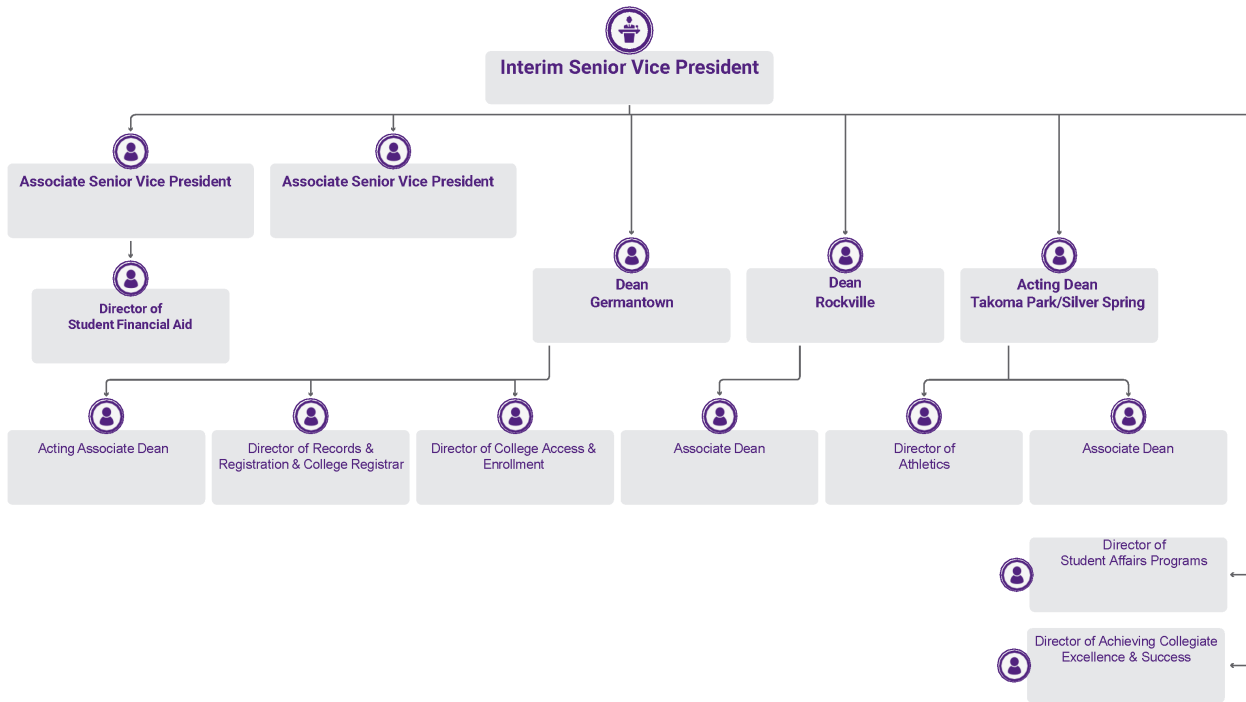 Interim Senior Vice President
Associate Senior Vice President
Associate Senior Vice President
Director of
Student Financial Aid
Dean
Germantown
Dean
Rockville
Acting Dean
Takoma Park/Silver Spring
Acting Associate Dean
Director of Records &
Registration & College Registrar
Director of College Access &
Enrollment
Associate Dean
Director of
Athletics
Associate Dean
Director of
Student Affairs Programs
Director of Achieving Collegiate
Excellence & Success